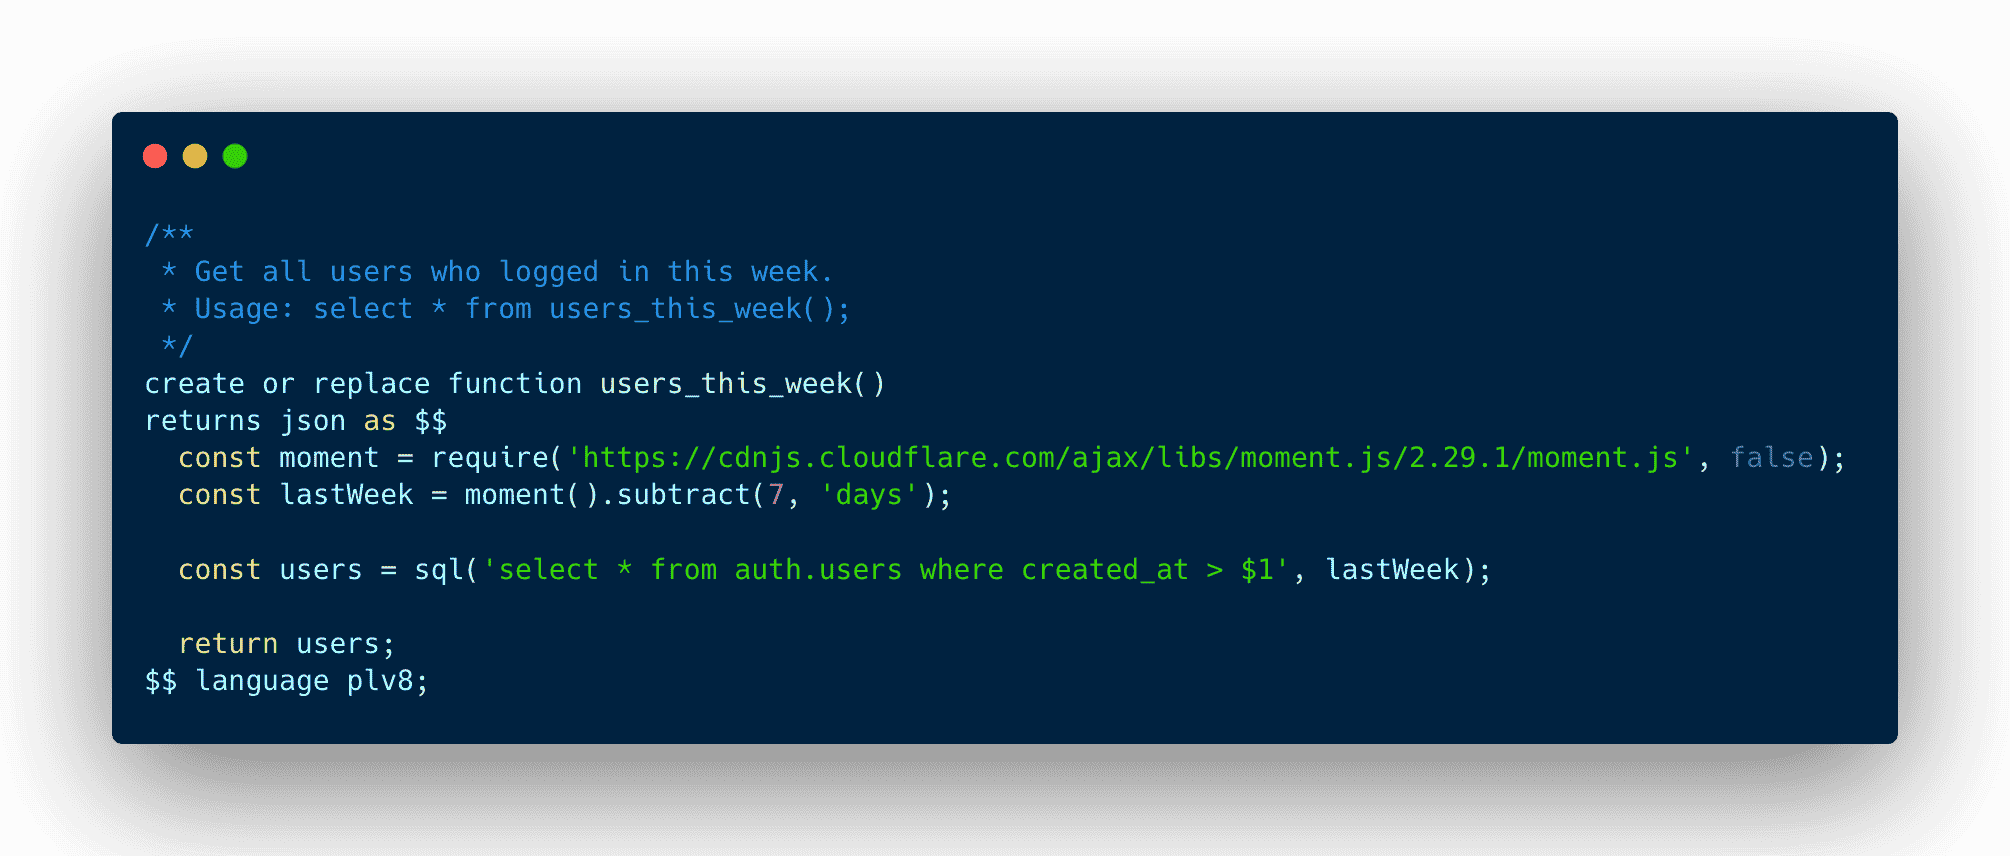 /**
 * Get all users who logged in this week.
 * Usage: select * from users_this_week();
 */
create or replace function users_this_week()
returns json as $$
  const moment = require('https://cdnjs.cloudflare.com/ajax/libs/moment.js/2.29.1/moment.js', false);
  const lastWeek = moment().subtract(7, 'days');

  const users = sql('select * from auth.users where created_at > $1', lastWeek);

  return users;
$$ language plv8;